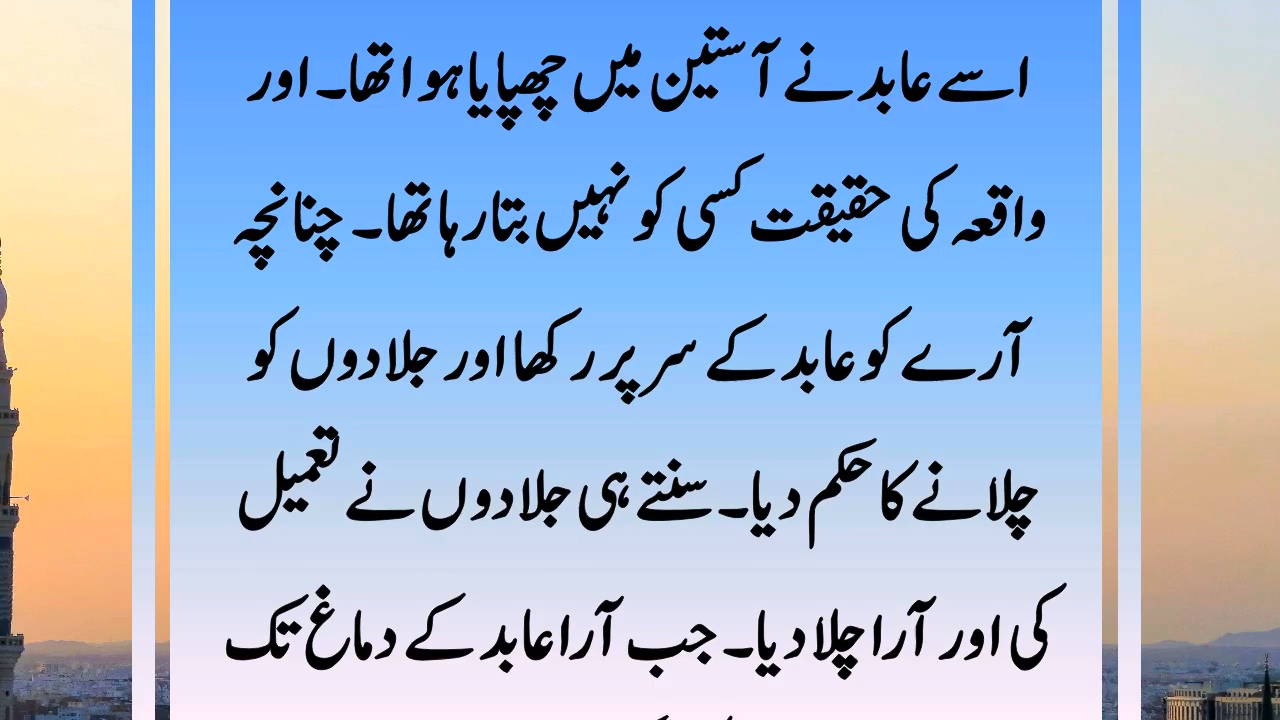 اسے عابد نے آستین میں چھپایا ہوا تھا۔ اور
واقعہ کی حقیقت کسی کو نہیں بتا رہا تھا۔ چنانچہ
آرے کو عابد کے سر پر رکھا اور جلادوں کو
چلانے کا حکم دیا۔ سنتے ہی جلادوں نے تعمیل
کی اور آرا چلا دیا۔ جب آرا عابد کے دماغ تک